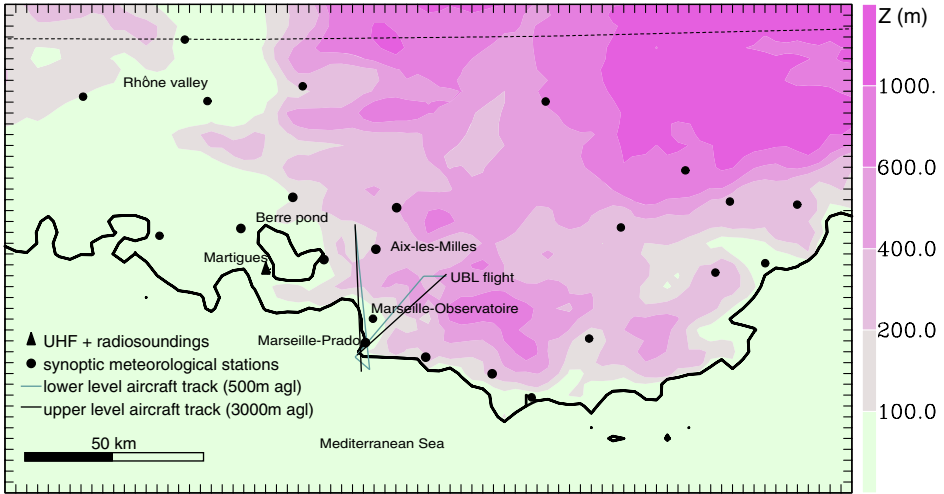 Z (m)
Rhône valley
1000.
600.0
Berre pond
Aix-les-Milles
400.0
Martigues
UBL flight
Marseille-Observatoire
200.0
Marseille-Prado
UHF + radiosoundings
synoptic meteorological stations
lower level aircraft track (500m agl)
upper level aircraft track (3000m agl)
100.0
50 km
Mediterranean Sea